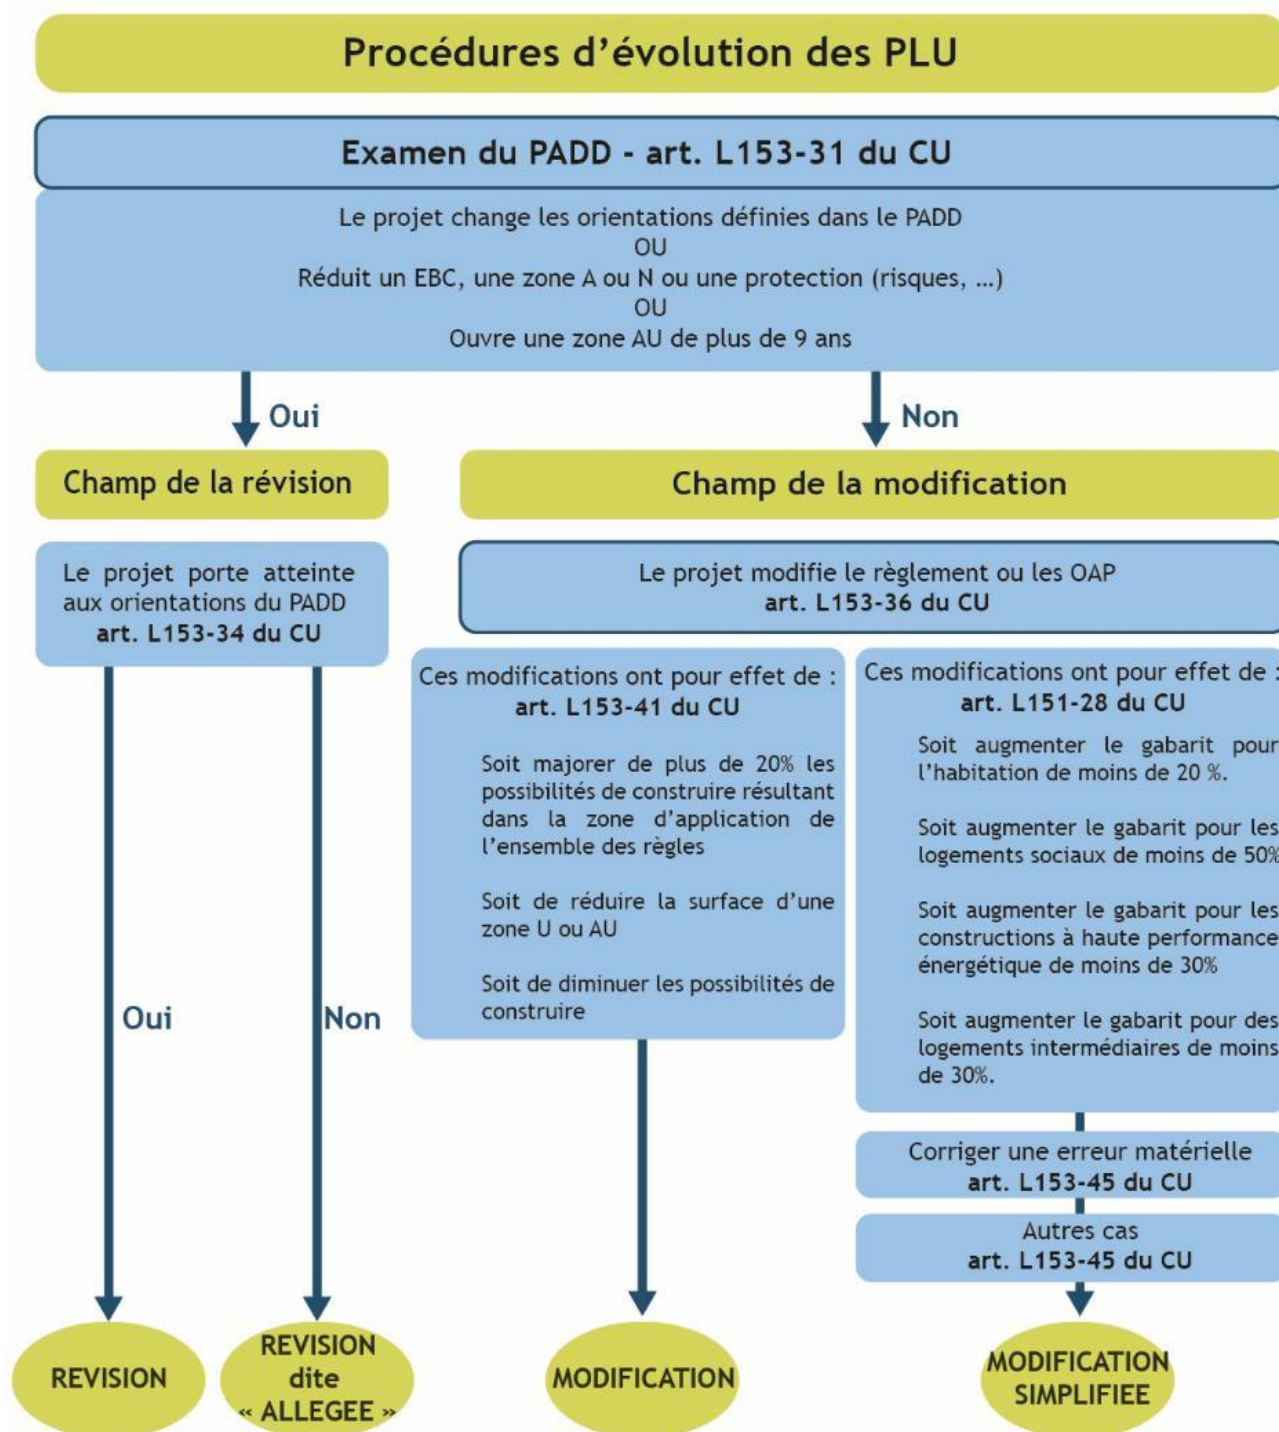 Procédures d’évolution des PLU
Examen du PADD - art. L153-31 du CU
Le projet change les orientations définies dans le PADD
OU
Réduit un EBC, une zone A ou N ou une protection (risques, …)
OU
Ouvre une zone AU de plus de 9 ans
Oui
Non
Champ de la révision
Le projet porte atteinte
aux orientations du PADD
art. L153-34 du CU
Oui
Non
REVISION
REVISION
dite
« ALLEGEE »
Champ de la modification
Le projet modifie le règlement ou les OAP
art. L153-36 du CU
Ces modifications ont pour effet de :
art. L153-41 du CU
Soit majorer de plus de 20% les
possibilités de construire résultant
dans la zone d’application de
l’ensemble des règles
Soit de réduire la surface d’une
zone U ou AU
Soit de diminuer les possibilités de
construire
MODIFICATION
Ces modifications ont pour effet de :
art. L151-28 du CU
Soit augmenter le gabarit pour
l’habitation de moins de 20 %.
Soit augmenter le gabarit pour les
logements sociaux de moins de 50%
Soit augmenter le gabarit pour les
constructions à haute performance
énergétique de moins de 30%
Soit augmenter le gabarit pour des
logements intermédiaires de moins
de 30%.
Corriger une erreur matérielle
art. L153-45 du CU
Autres cas
art. L153-45 du CU
MODIFICATION
SIMPLIFIEE